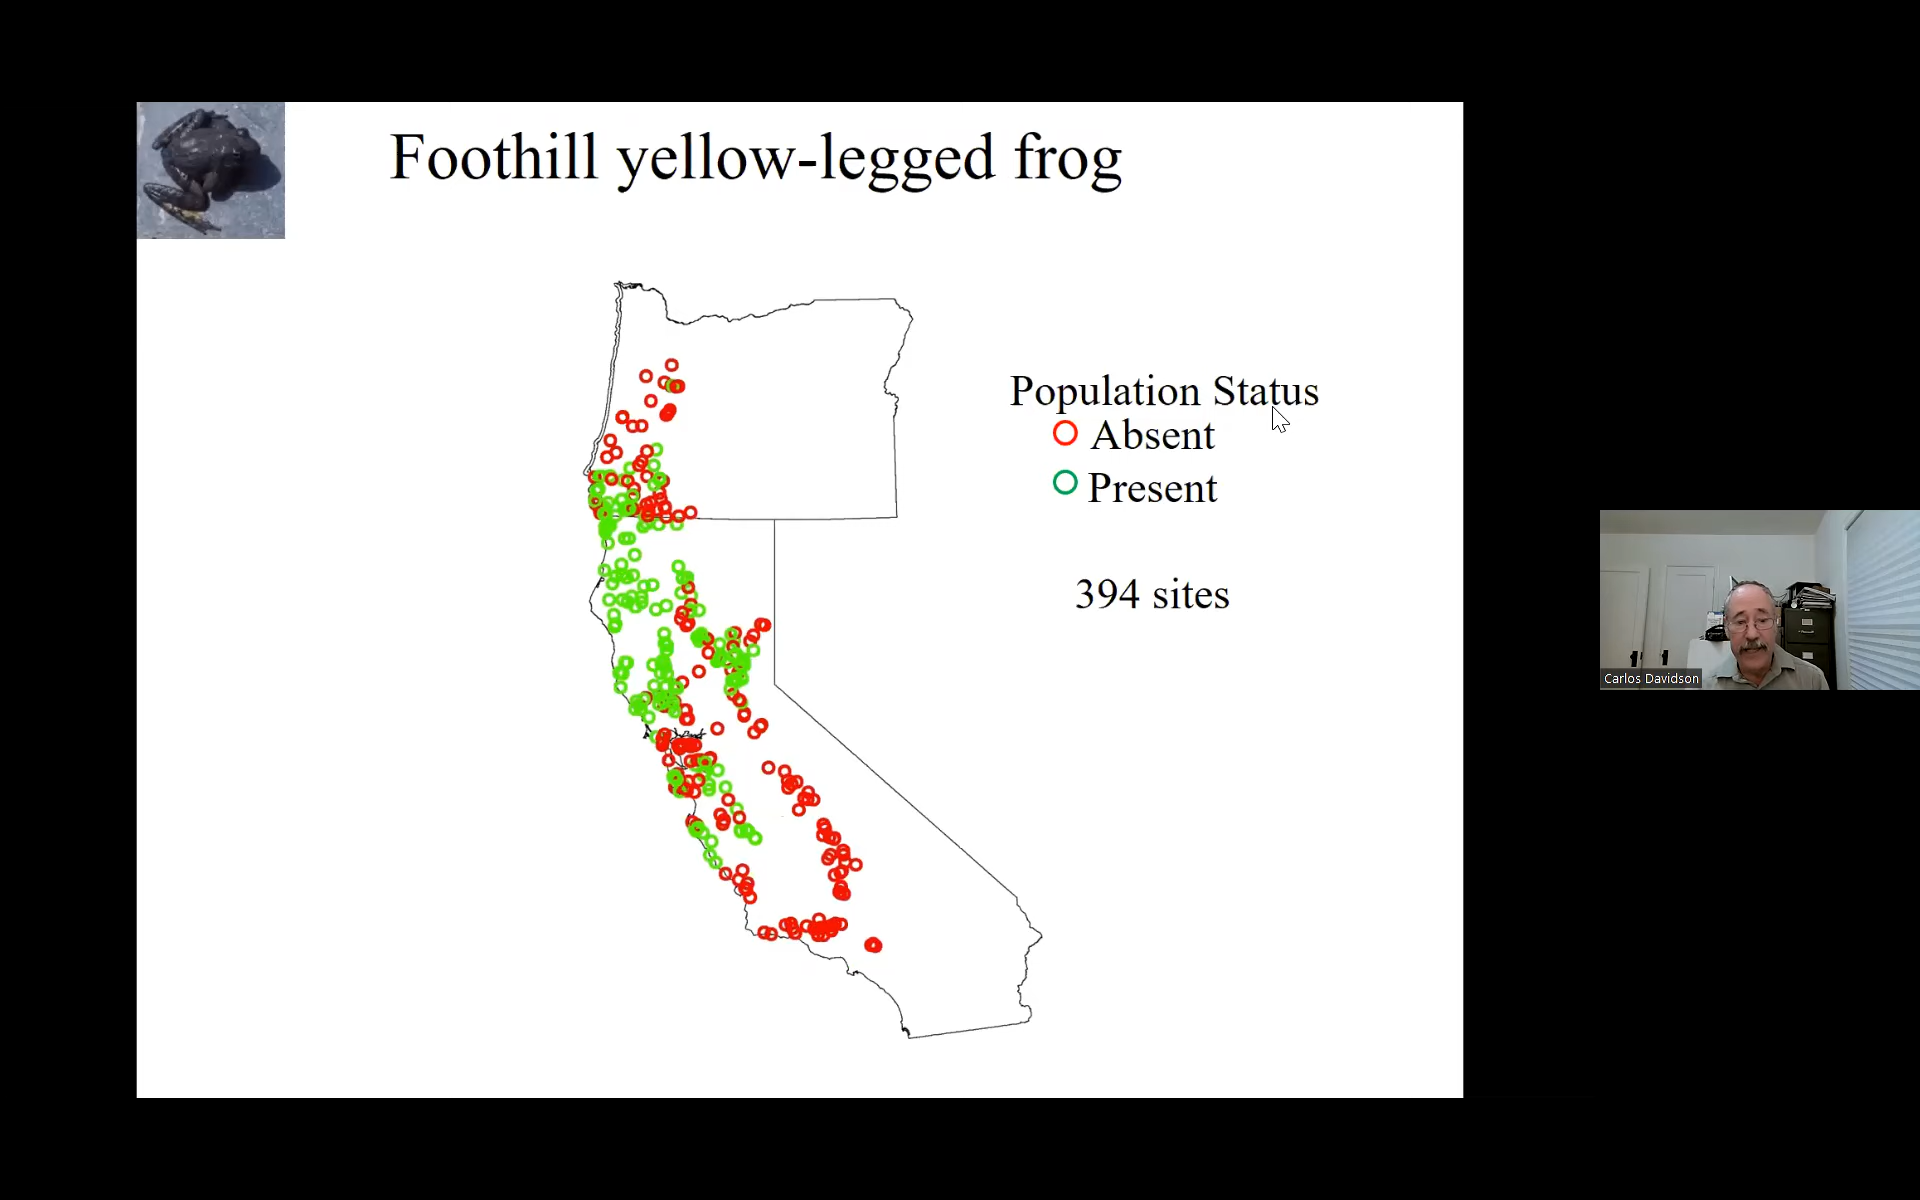 Foothill yellow-legged frog
Population Status
Absent
Present
394 sites
Carlos Davidson